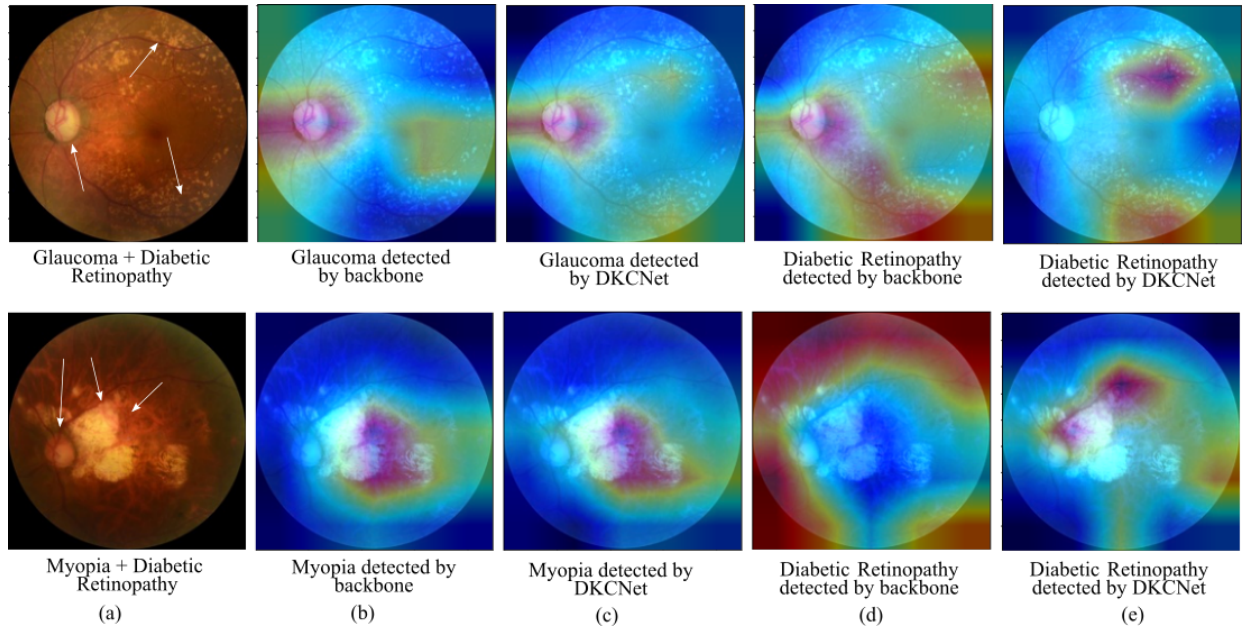 Glaucoma + Diabetic
Retinopathy
Glaucoma detected
by backbone
Glaucoma detected
by DKCNet
Diabetic Retinopathy
detected by backbone
Diabetic Retinopathy
detected by DKCNet
Myopia + Diabetic
Retinopathy
Myopia detected by
backbone
Myopia detected by
DKCNet
Diabetic Retinopathy
detected by backbone
Diabetic Retinopathy
detected by DKCNet
(a)
(b)
(c)
(d)
(e)